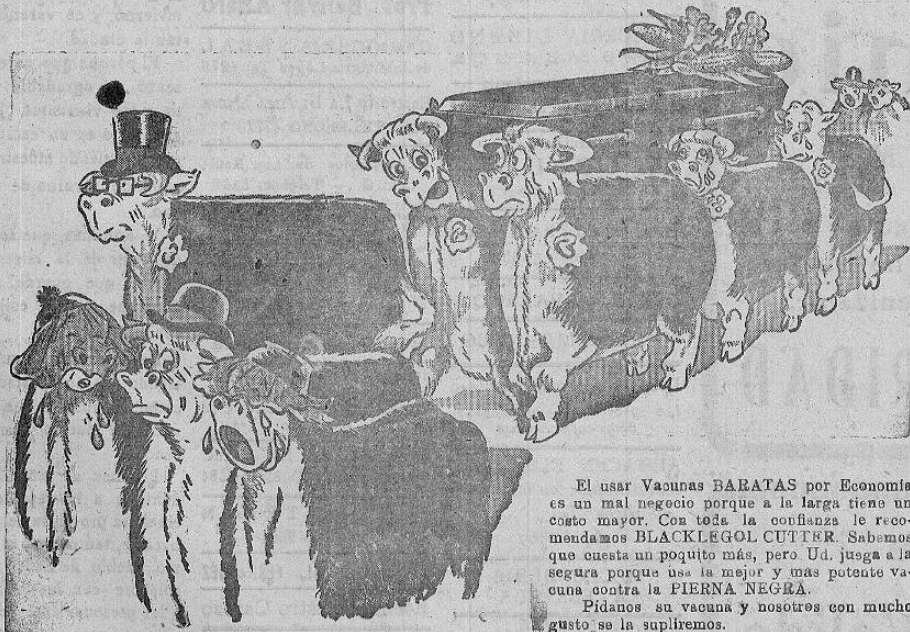 El usar Vacunas BARATAS por Economía
es un mal negocio porque a la larga tiene un
costo mayor. Con toda la confianza le reco-
mendamos BLACKLEGOL CUTTER. Sabemos
que cuesta un poquito más, pero Ud. juega a la
segura porque usa la mejor y mas potente va-
cuna contra la PIERNA NEGRA.
Pídanos su vacuna y nosotros con mucho
gusto se la supliremos.